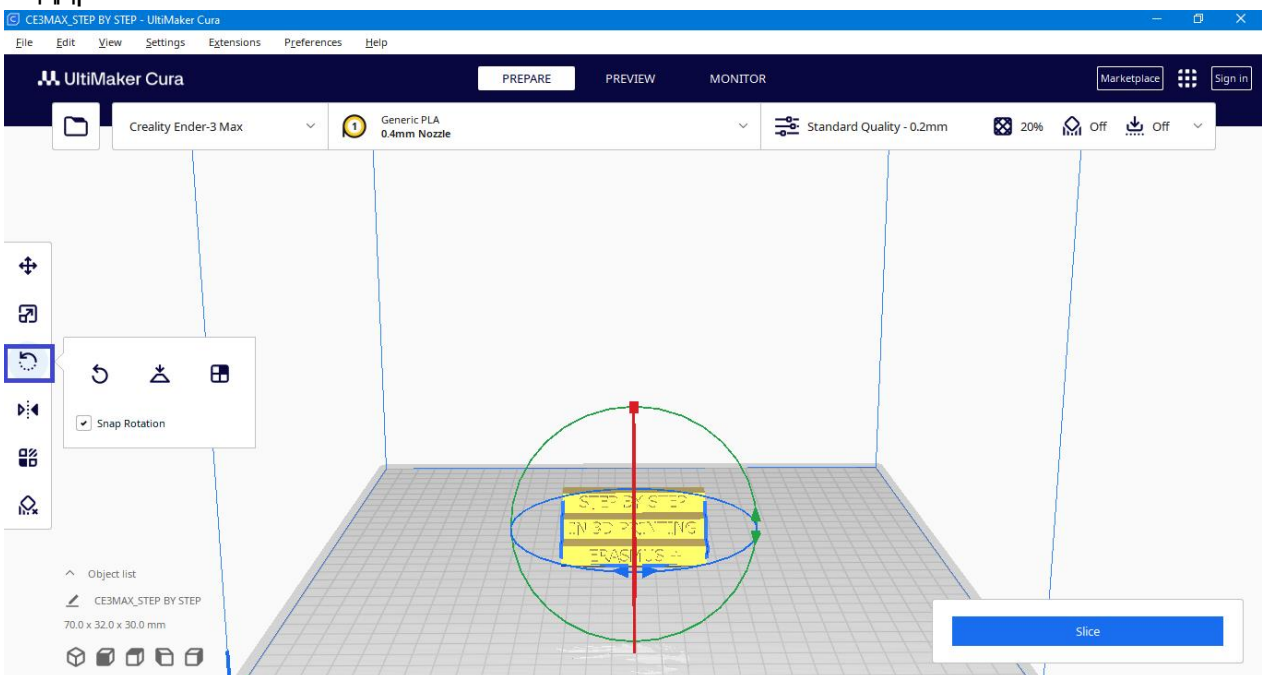 CE3MAX_STEP BY STEP - UltiMaker Cura
File Edit View Settings Extensions Preferences Help
UltiMaker Cura PREPARE PREVIEW MONITOR Marketplace Sign in
Creality Ender-3 Max 1 Generic PLA Standard Quality - 0.2mm 20% Off Off
0.4mm Nozzle
Snap Rotation
STEP BY STEP
IN 3D PRINTING
ERASMUS +
Object list
CE3MAX_STEP BY STEP
70.0 x 32.0 x 30.0 mm
Slice